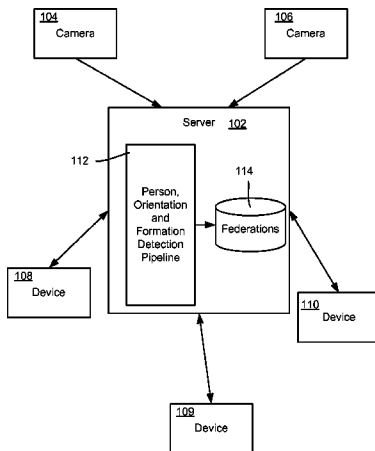 104
Camera
106
Camera
Server 102
112
114
Person,
Orientation
and
Formation
Detection
Pipeline
Federations
108
Device
110
Device
109
Device